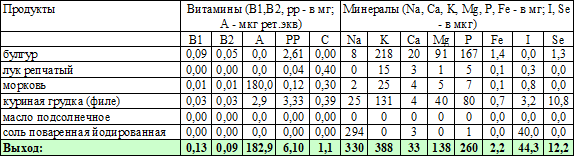 Продукты Витамины (В1,В2, рр - в мг; А - мкг рет.экв) Минералы (Na, Ca, K, Mg, P, Fe - в мг; I, Se - в мкг)
B1 B2 A PP C Na K Ca Mg P Fe I Se
булгур 0,09 0,05 0,0 2,61 0,00 8 218 20 91 167 1,4 0,0 1,3
лук репчатый 0,00 0,00 0,0 0,04 0,40 0 15 3 1 5 0,1 0,3 0,0
морковь 0,01 0,01 180,0 0,12 0,30 2 25 4 5 7 0,1 0,8 0,0
куриная грудка (филе) 0,03 0,03 2,9 3,33 0,39 25 131 4 40 80 0,7 3,2 10,8
масло подсолнечное 0,00 0,00 0,0 0,00 0,00 0 0 0 0 0 0,0 0,0 0,0
соль поваренная йодированная 0,00 0,00 0,0 0,00 0,00 294 0 3 0 1 0,0 40,0 0,0
Выход: 0,13 0,09 182,9 6,10 1,1 330 388 33 138 260 2,2 44,3 12,2